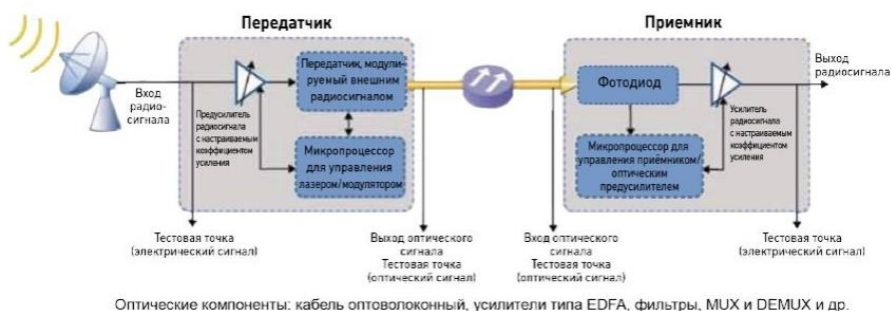 Передатчик
Приемник
Вход
радио-
сигнала
Предусилитель
радиосигнала
с настраиваемым
коэффициентом
усиления
Передатчик, модули-
руемый внешним
радиосигналом
Микропроцессор
для управления
лазером/модулятором
Фотодиод
Микропроцессор для
управления приёмником/
оптическим
предусилителем
Усилитель
радиосигнала
с настраиваемым
коэффициентом
усиления
Выход
радиосигнала
Тестовая точка
(электрический сигнал)
Выход оптического
сигнала
Тестовая точка
(оптический сигнал)
Вход оптического
сигнала
Тестовая точка
(оптический сигнал)
Тестовая точка
(электрический сигнал)
Оптические компоненты: кабель оптоволоконный, усилители типа EDFA, фильтры, MUX и DEMUX и др.